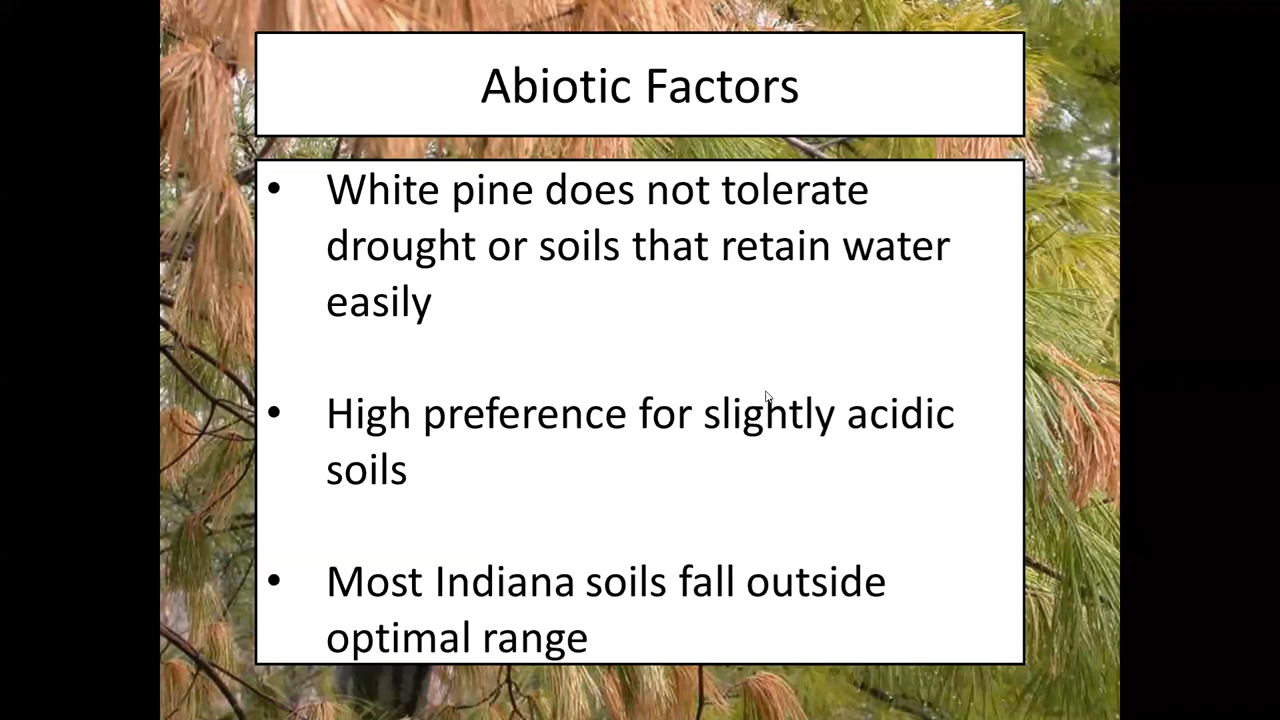 Abiotic Factors
• White pine does not tolerate
drought or soils that retain water
easily
• High preference for slightly acidic
soils
• Most Indiana soils fall outside
optimal range